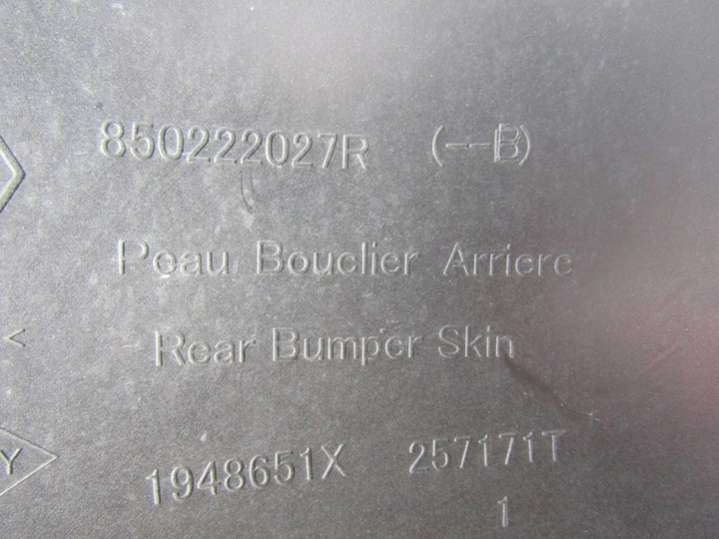 850222027R (--B)
Peau Bouclier Arriere
<
Rear Bumper Skin
Y
1948651X 257171T
1